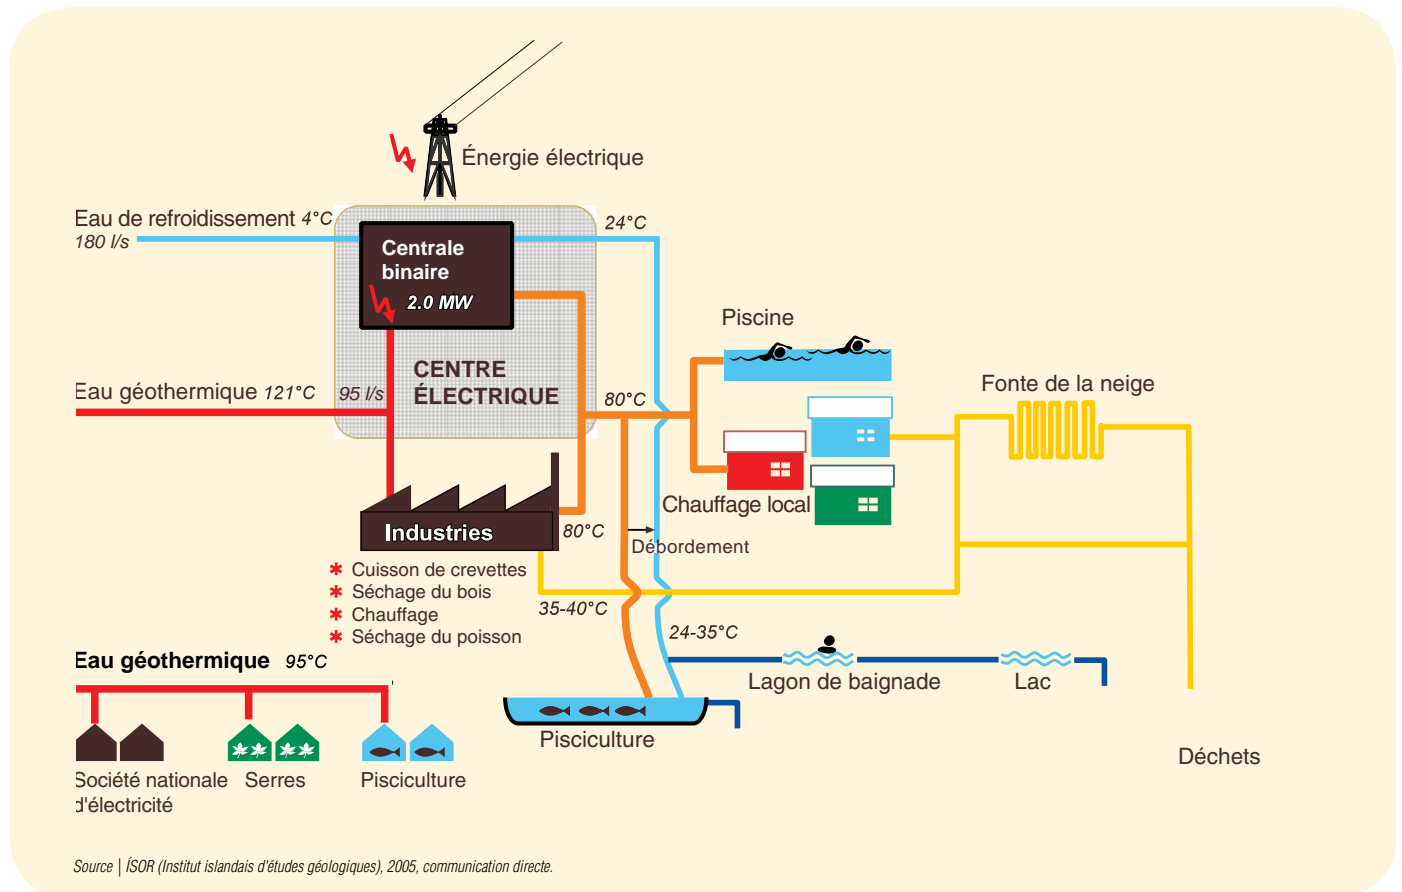 Énergie électrique
Eau de refroidissement 4°C
180 l/s
24°C
Centrale
binaire
2.0 MW
Piscine
CENTRE
ÉLECTRIQUE
Eau géothermique 121°C
95 l/s
80°C
Fonte de la neige
Chauffage local
Industries
80°C
Débordement
✱ Cuisson de crevettes
✱ Séchage du bois
✱ Chauffage
✱ Séchage du poisson
35-40°C
24-35°C
Eau géothermique 95°C
Lagon de baignade
Lac
Pisciculture
Déchets
Société nationale
d'électricité
Serres
Pisciculture
Source | ÍSOR (Institut islandais d'études géologiques), 2005, communication directe.